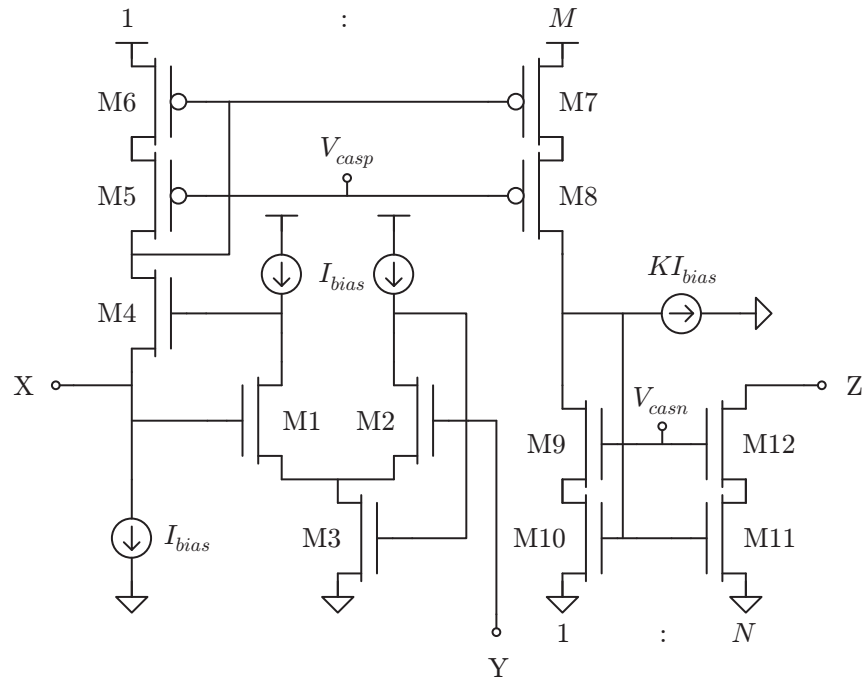 1 : M
M6 M7
V_casp
M5 M8
I_bias KI_bias
M4
X Z
V_casn
M1 M2 M9 M12
I_bias M3 M10 M11
1 : N
Y